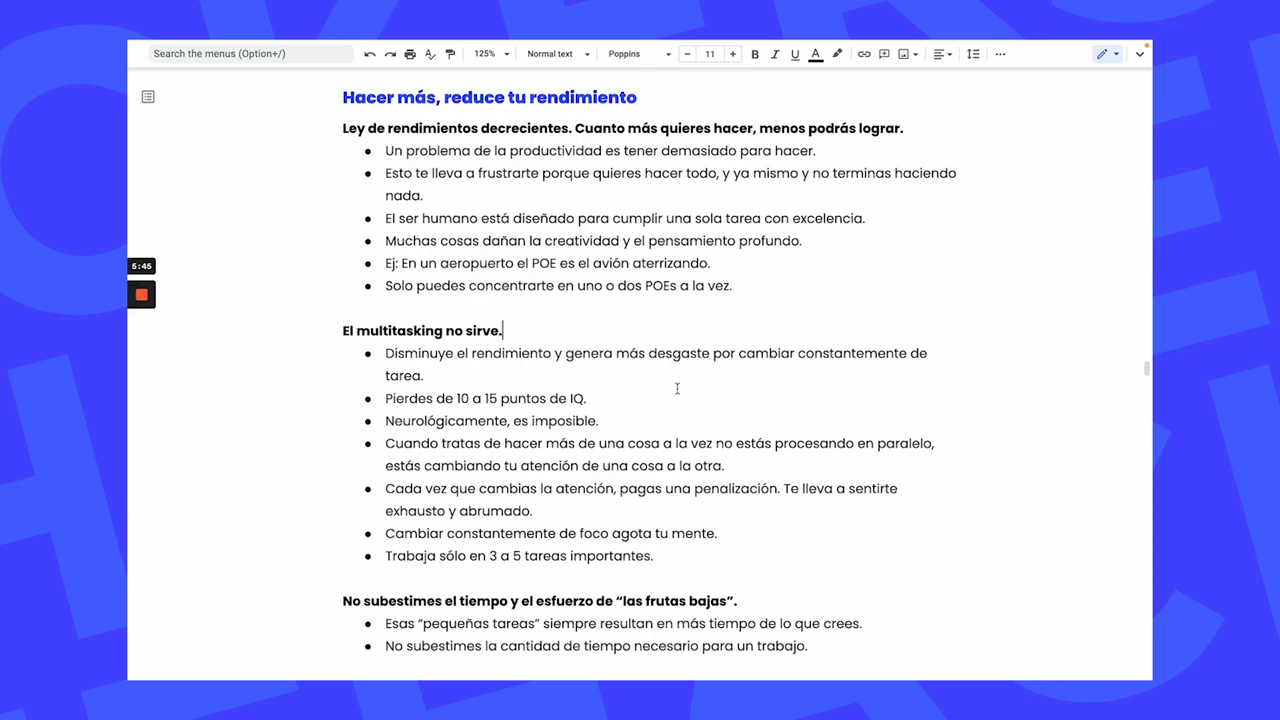 Search the menus (Option+/)
125%
Normal text
Poppins
− 11 +
B I U A
Hacer más, reduce tu rendimiento
Ley de rendimientos decrecientes. Cuanto más quieres hacer, menos podrás lograr.
● Un problema de la productividad es tener demasiado para hacer.
● Esto te lleva a frustrarte porque quieres hacer todo, y ya mismo y no terminas haciendo
nada.
● El ser humano está diseñado para cumplir una sola tarea con excelencia.
● Muchas cosas dañan la creatividad y el pensamiento profundo.
● Ej: En un aeropuerto el POE es el avión aterrizando.
5:45
● Solo puedes concentrarte en uno o dos POEs a la vez.
El multitasking no sirve.
● Disminuye el rendimiento y genera más desgaste por cambiar constantemente de
tarea.
● Pierdes de 10 a 15 puntos de IQ.
● Neurológicamente, es imposible.
● Cuando tratas de hacer más de una cosa a la vez no estás procesando en paralelo,
estás cambiando tu atención de una cosa a la otra.
● Cada vez que cambias la atención, pagas una penalización. Te lleva a sentirte
exhausto y abrumado.
● Cambiar constantemente de foco agota tu mente.
● Trabaja sólo en 3 a 5 tareas importantes.
No subestimes el tiempo y el esfuerzo de “las frutas bajas”.
● Esas “pequeñas tareas” siempre resultan en más tiempo de lo que crees.
● No subestimes la cantidad de tiempo necesario para un trabajo.